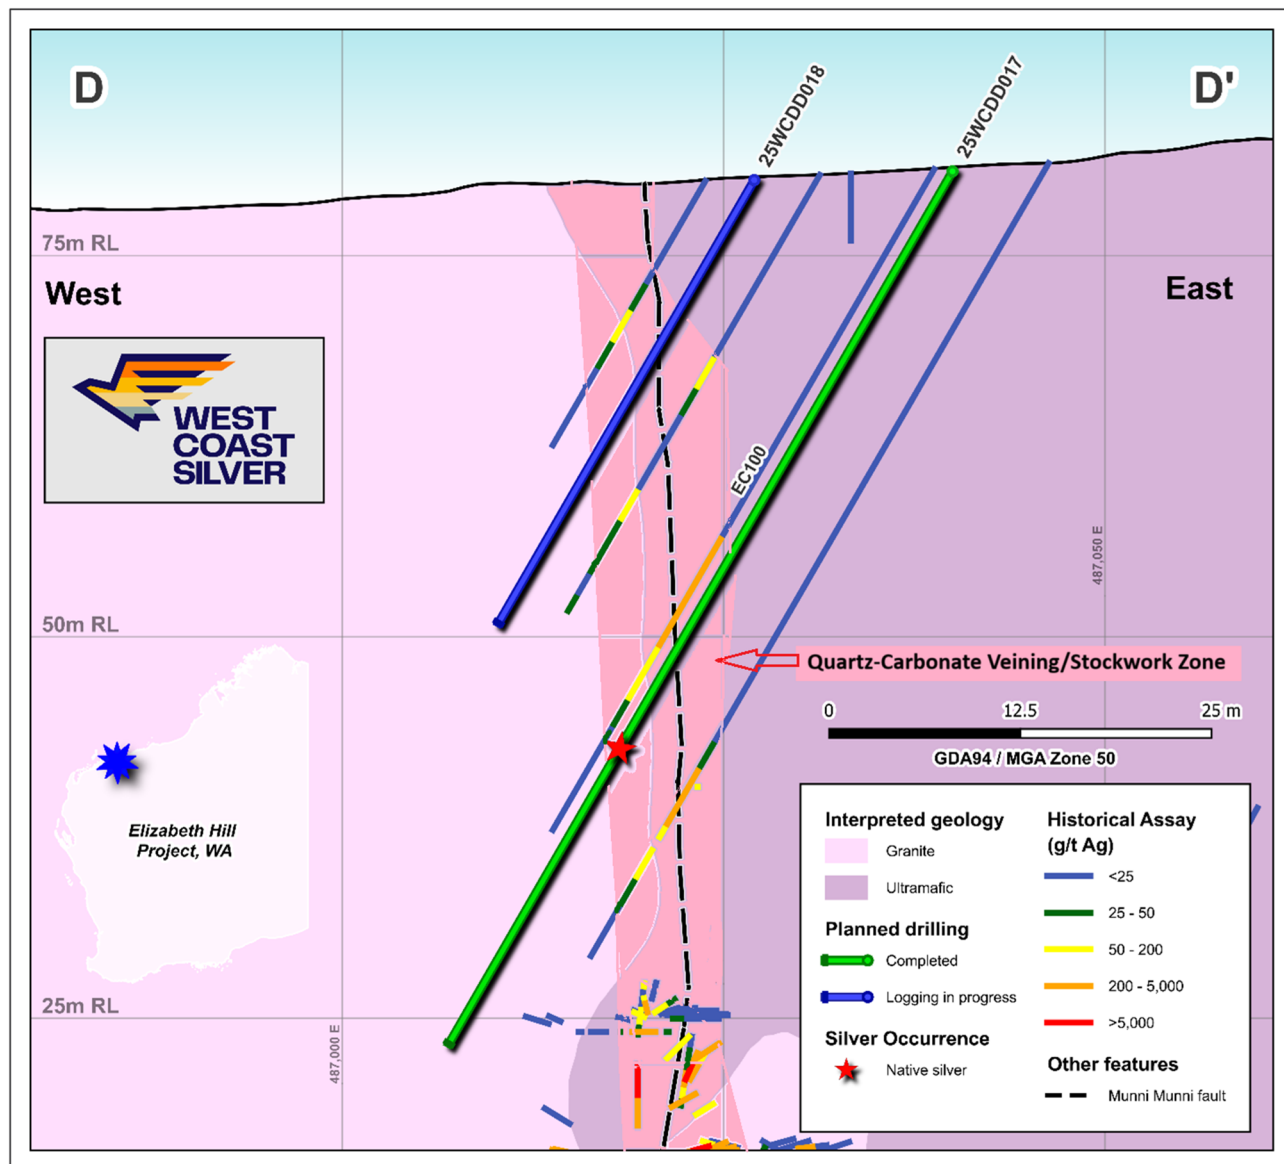 D
D'
25WCDD018
25WCDD017
75m RL
West
East
WEST
COAST
SILVER
EC100
487,050 E
50m RL
Quartz-Carbonate Veining/Stockwork Zone
0 12.5 25 m
GDA94 / MGA Zone 50
Elizabeth Hill
Project, WA
25m RL
487,000 E
Interpreted geology
Granite
Ultramafic
Planned drilling
Completed
Logging in progress
Silver Occurrence
Native silver
Historical Assay
(g/t Ag)
<25
25 - 50
50 - 200
200 - 5,000
>5,000
Other features
Munni Munni fault